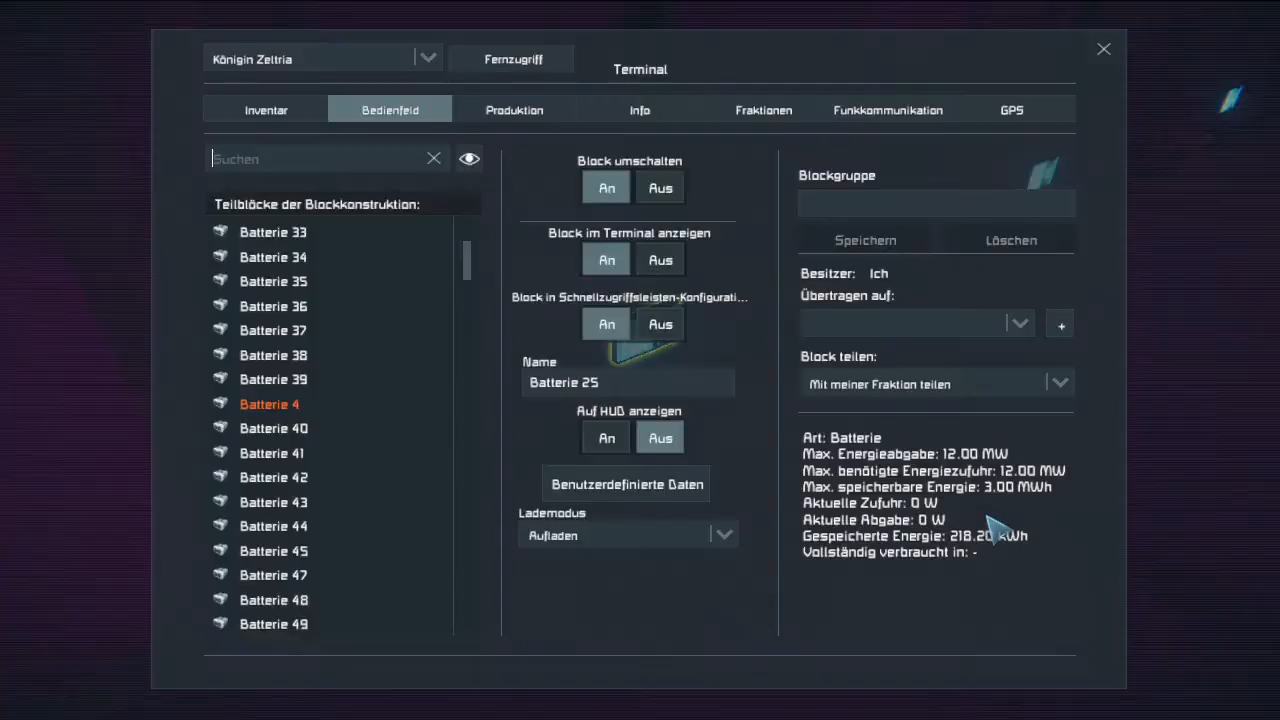 Königin Zeltria
Fernzugriff
Terminal
Inventar
Bedienfeld
Produktion
Info
Fraktionen
Funkkommunikation
GPS
Suchen
Teilblöcke der Blockkonstruktion:
Batterie 33
Batterie 34
Batterie 35
Batterie 36
Batterie 37
Batterie 38
Batterie 39
Batterie 4
Batterie 40
Batterie 41
Batterie 42
Batterie 43
Batterie 44
Batterie 45
Batterie 47
Batterie 48
Batterie 49
Block umschalten
An Aus
Block im Terminal anzeigen
An Aus
Block in Schnellzugriffsleisten-Konfigurati...
An Aus
Name
Batterie 25
Auf HUD anzeigen
An Aus
Benutzerdefinierte Daten
Lademodus
Aufladen
Blockgruppe
Speichern Löschen
Besitzer: Ich
Übertragen auf:
+
Block teilen:
Mit meiner Fraktion teilen
Art: Batterie
Max. Energieabgabe: 12.00 MW
Max. benötigte Energiezufuhr: 12.00 MW
Max. speicherbare Energie: 3.00 MWh
Aktuelle Zufuhr: 0 W
Aktuelle Abgabe: 0 W
Gespeicherte Energie: 218.20 kWh
Vollständig verbraucht in: -